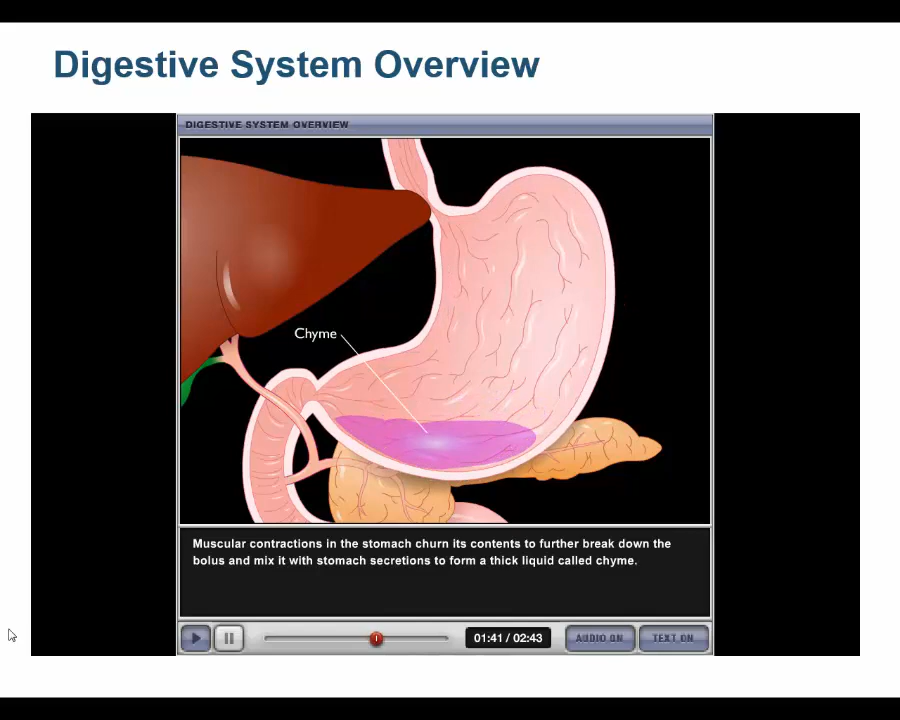 Digestive System Overview
DIGESTIVE SYSTEM OVERVIEW
Chyme
Muscular contractions in the stomach churn its contents to further break down the
bolus and mix it with stomach secretions to form a thick liquid called chyme.
01:41 / 02:43
AUDIO ON
TEXT ON